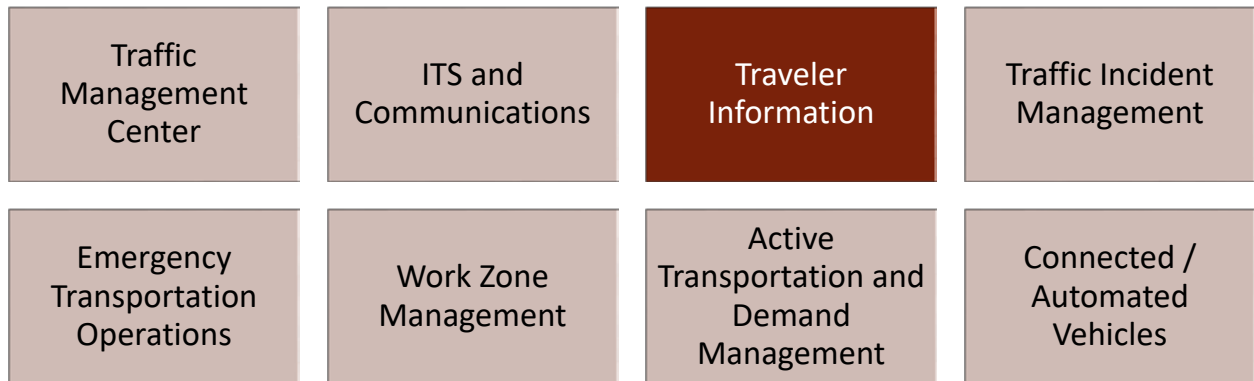 Traffic
Management
Center
ITS and
Communications
Traveler
Information
Traffic Incident
Management
Emergency
Transportation
Operations
Work Zone
Management
Active
Transportation and
Demand
Management
Connected /
Automated
Vehicles